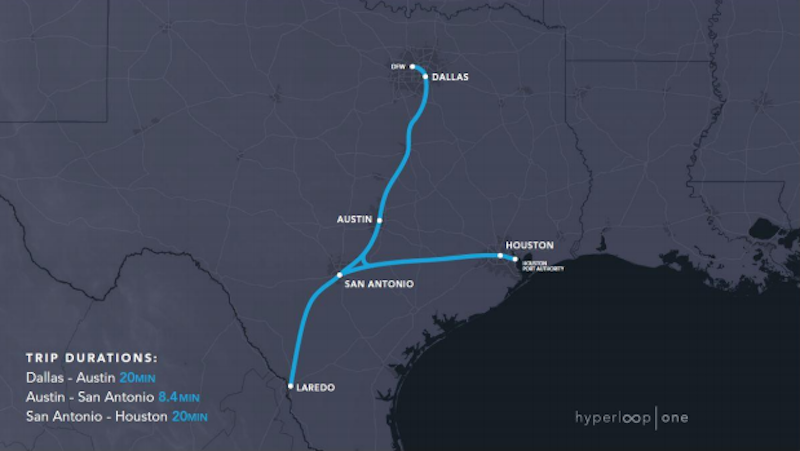 DFW
DALLAS
AUSTIN
HOUSTON
HOUSTON
PORT AUTHORITY
SAN ANTONIO
LAREDO
TRIP DURATIONS:
Dallas - Austin 20MIN
Austin - San Antonio 8.4MIN
San Antonio - Houston 20MIN
hyperloop | one